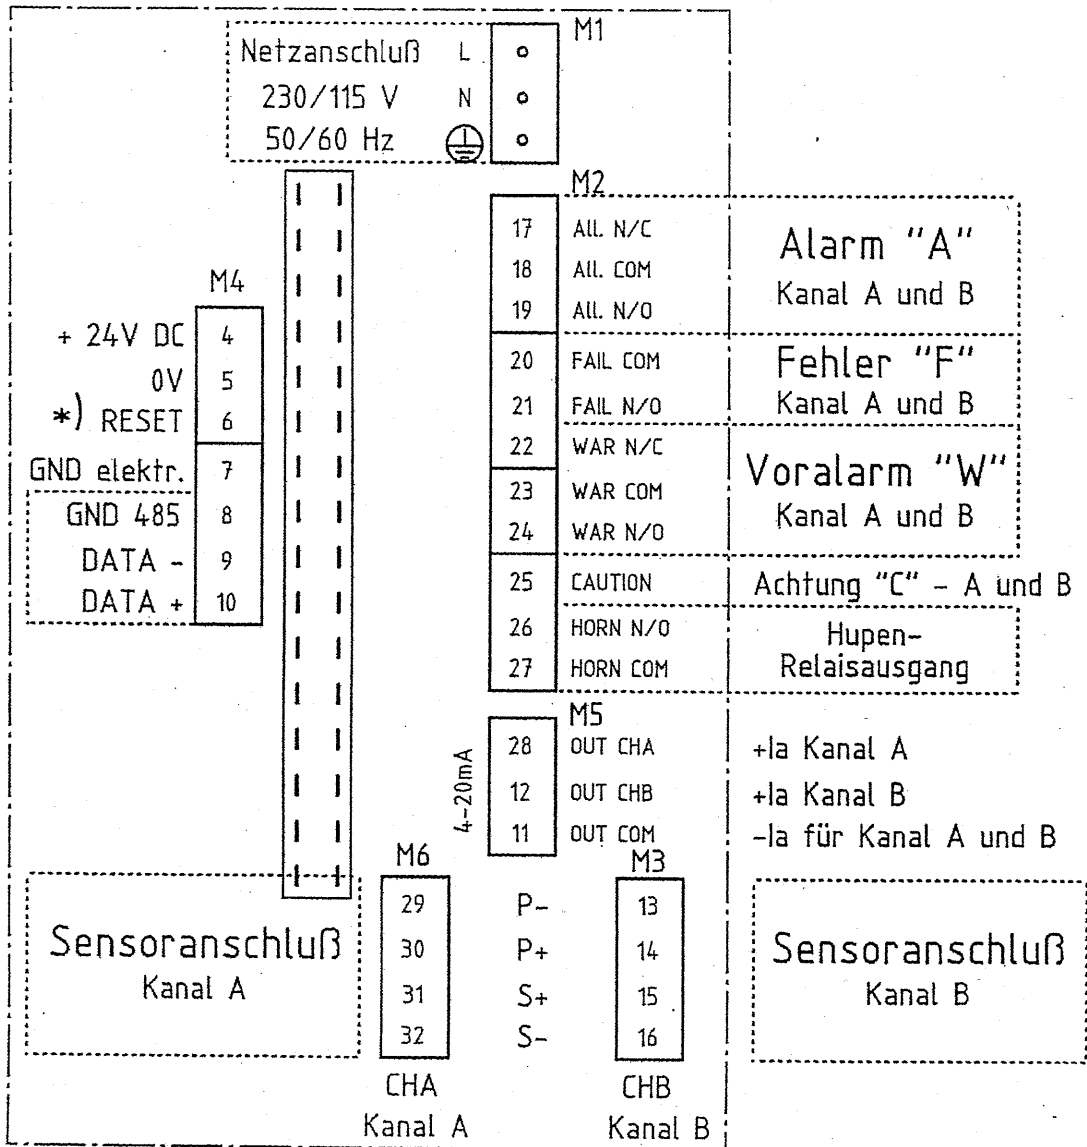 M1
Netzanschluß L
230/115 V N
50/60 Hz
M2
17 All. N/C
18 All. COM
19 All. N/O
Alarm "A"
Kanal A und B
20 FAIL COM
21 FAIL N/O
Fehler "F"
Kanal A und B
22 WAR N/C
23 WAR COM
24 WAR N/O
Voralarm "W"
Kanal A und B
25 CAUTION Achtung "C" - A und B
26 HORN N/O
27 HORN COM
Hupen-
Relaisausgang
M4
+ 24V DC 4
0V 5
*) RESET 6
GND elektr. 7
GND 485 8
DATA - 9
DATA + 10
M5
4-20mA
28 OUT CHA +Ia Kanal A
12 OUT CHB +Ia Kanal B
11 OUT COM -Ia für Kanal A und B
M6
M3
29 P- 13
30 P+ 14
31 S+ 15
32 S- 16
Sensoranschluß
Kanal A
Sensoranschluß
Kanal B
CHA
Kanal A
CHB
Kanal B